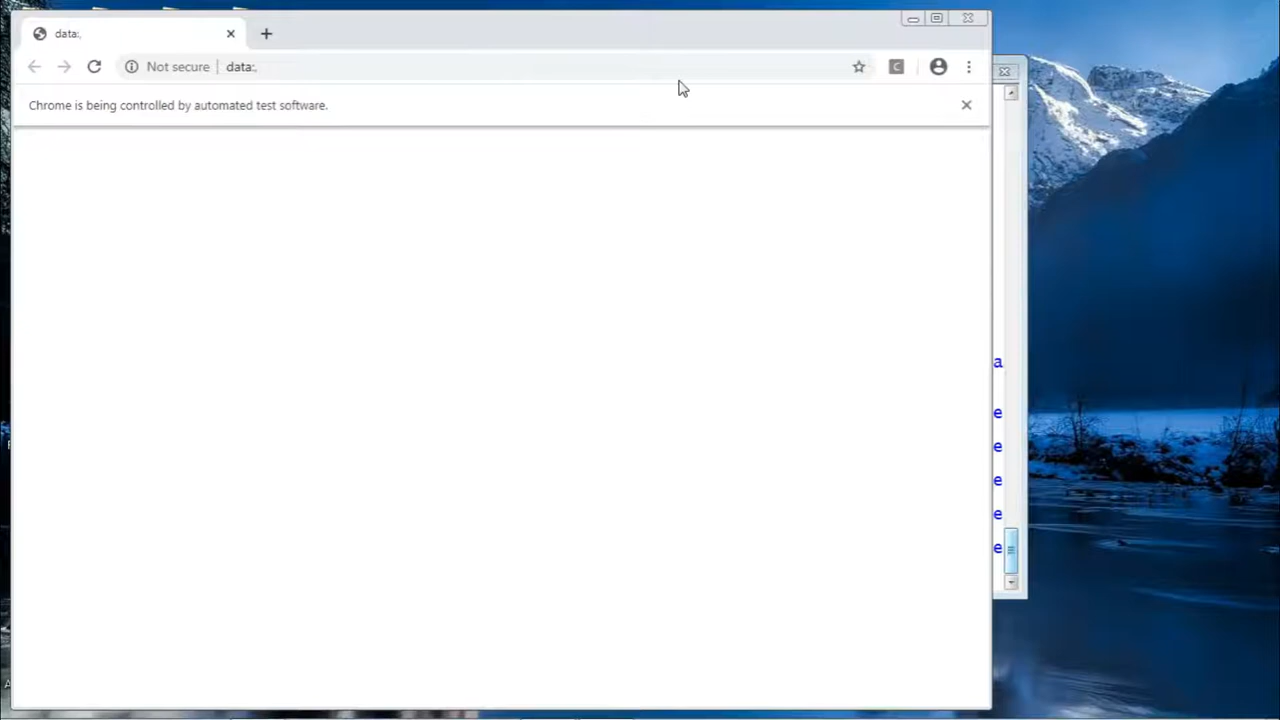 data:,
Not secure
data:,
C
Chrome is being controlled by automated test software.
a
e
e
e
e
e